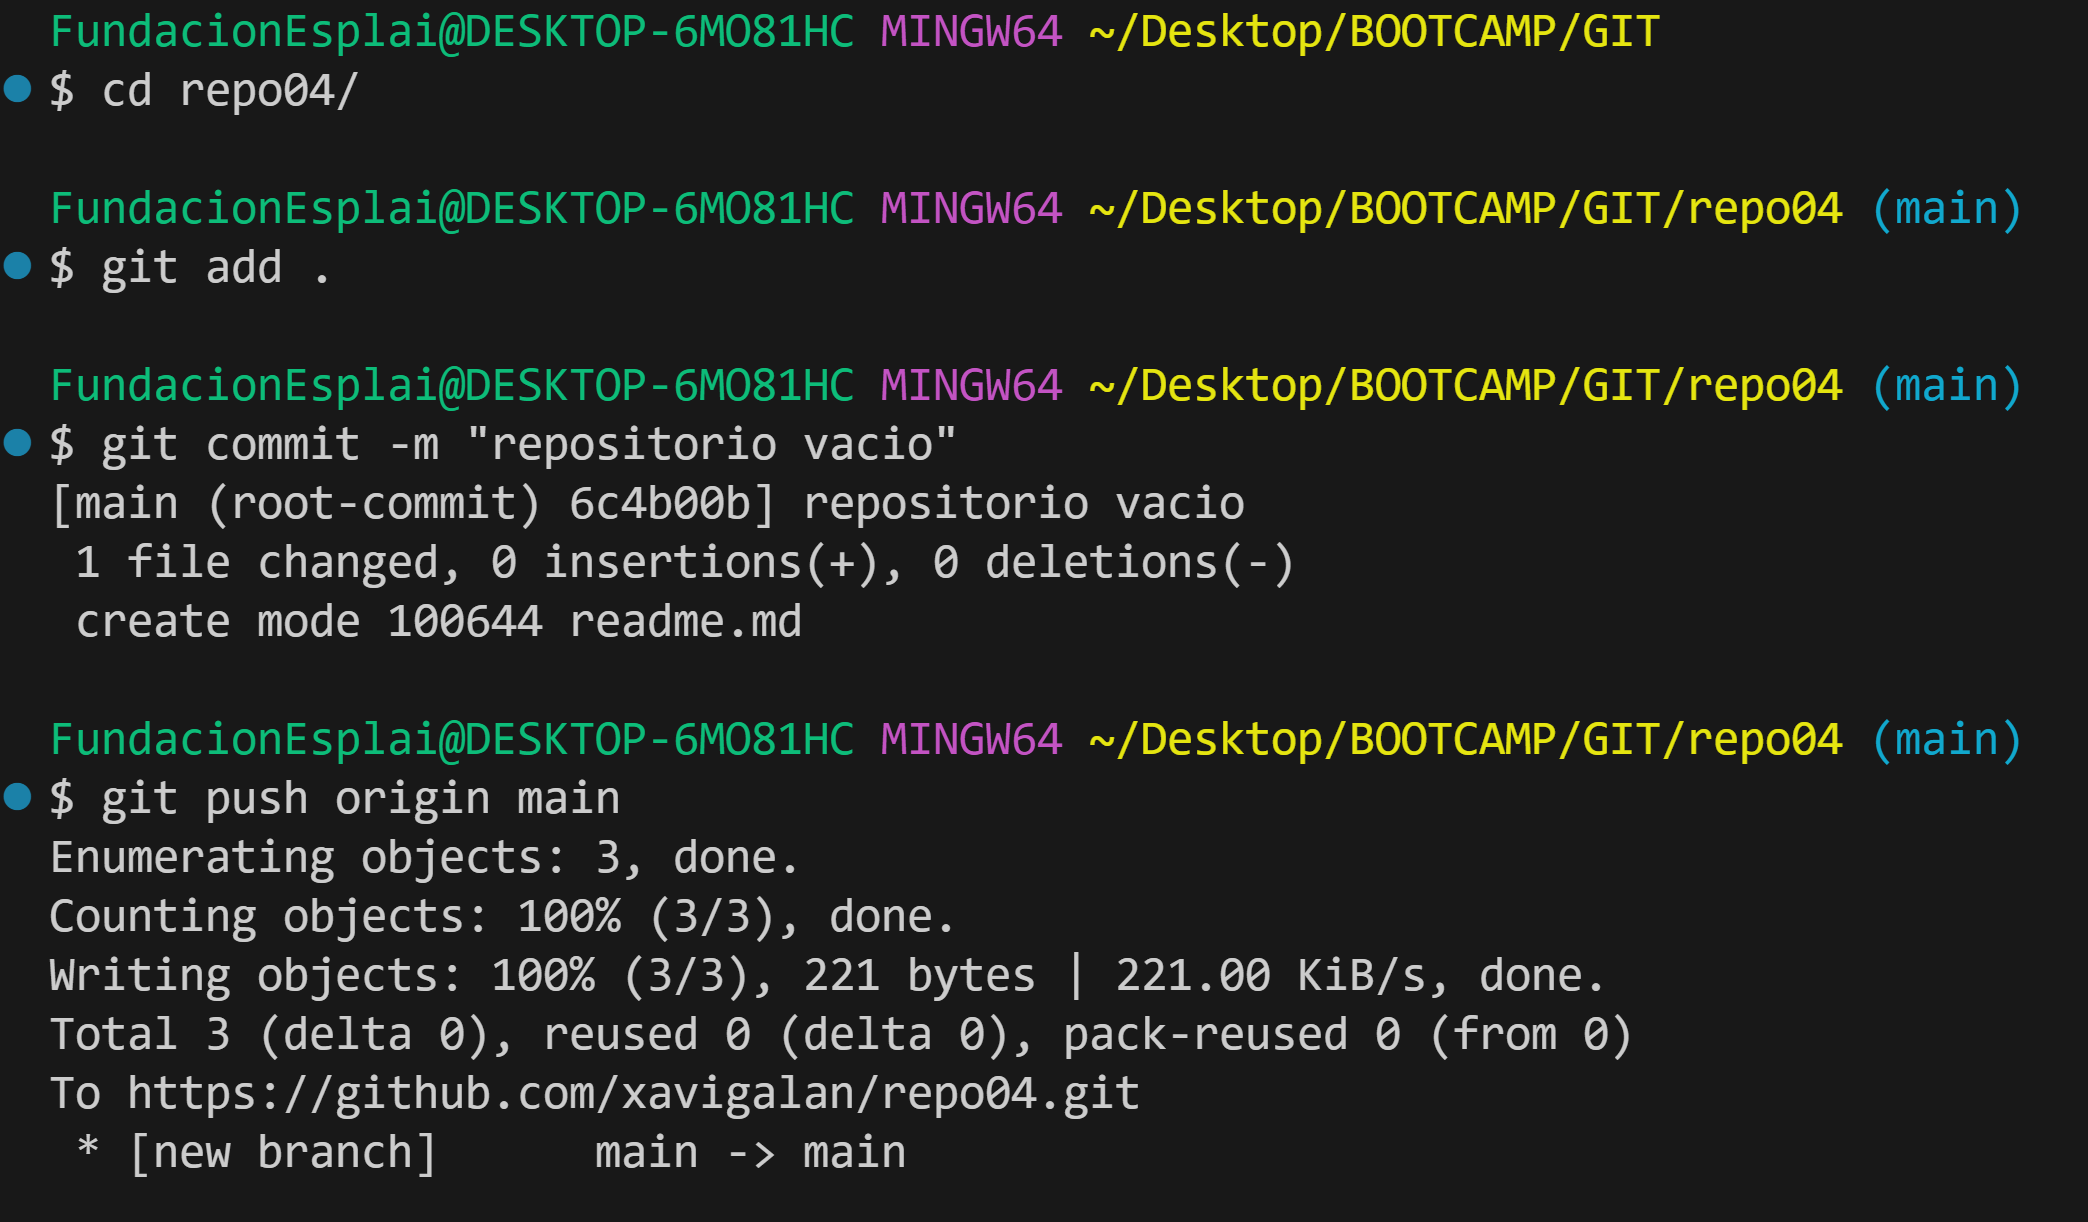 FundacionEsplai@DESKTOP-6MO81HC MINGW64 ~/Desktop/BOOTCAMP/GIT
$ cd repo04/
FundacionEsplai@DESKTOP-6MO81HC MINGW64 ~/Desktop/BOOTCAMP/GIT/repo04 (main)
$ git add .
FundacionEsplai@DESKTOP-6MO81HC MINGW64 ~/Desktop/BOOTCAMP/GIT/repo04 (main)
$ git commit -m "repositorio vacio"
[main (root-commit) 6c4b00b] repositorio vacio
1 file changed, 0 insertions(+), 0 deletions(-)
create mode 100644 readme.md
FundacionEsplai@DESKTOP-6MO81HC MINGW64 ~/Desktop/BOOTCAMP/GIT/repo04 (main)
$ git push origin main
Enumerating objects: 3, done.
Counting objects: 100% (3/3), done.
Writing objects: 100% (3/3), 221 bytes | 221.00 KiB/s, done.
Total 3 (delta 0), reused 0 (delta 0), pack-reused 0 (from 0)
To https://github.com/xavigalan/repo04.git
* [new branch]      main -> main